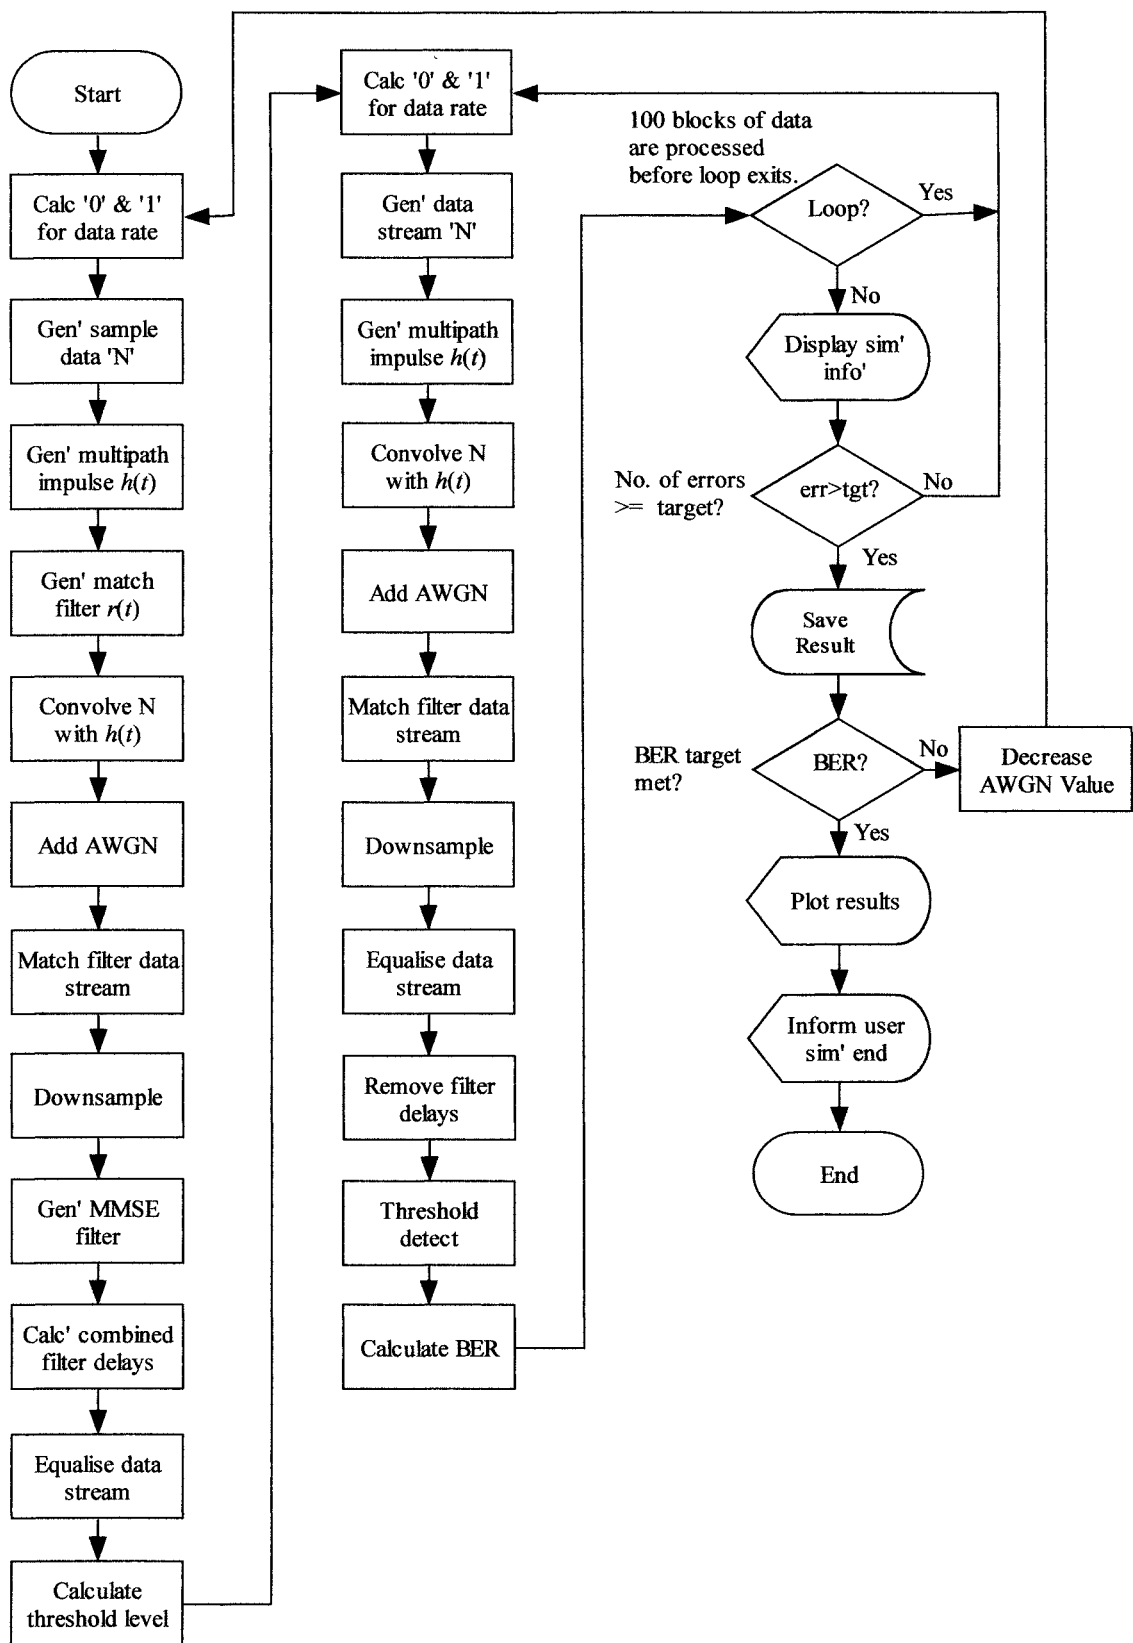 Start
Calc '0' & '1'
for data rate
Gen' sample
data 'N'
Gen' multipath
impulse h(t)
Gen' match
filter r(t)
Convolve N
with h(t)
Add AWGN
Match filter data
stream
Downsample
Gen' MMSE
filter
Calc' combined
filter delays
Equalise data
stream
Calculate
threshold level
Calc '0' & '1'
for data rate
Gen' data
stream 'N'
Gen' multipath
impulse h(t)
Convolve N
with h(t)
Add AWGN
Match filter data
stream
Downsample
Equalise data
stream
Remove filter
delays
Threshold
detect
Calculate BER
100 blocks of data
are processed
before loop exits.
Loop?
Yes
No
Display sim'
info'
No. of errors
>= target?
err>tgt?
No
Yes
Save
Result
BER target
met?
BER?
No
Decrease
AWGN Value
Yes
Plot results
Inform user
sim' end
End